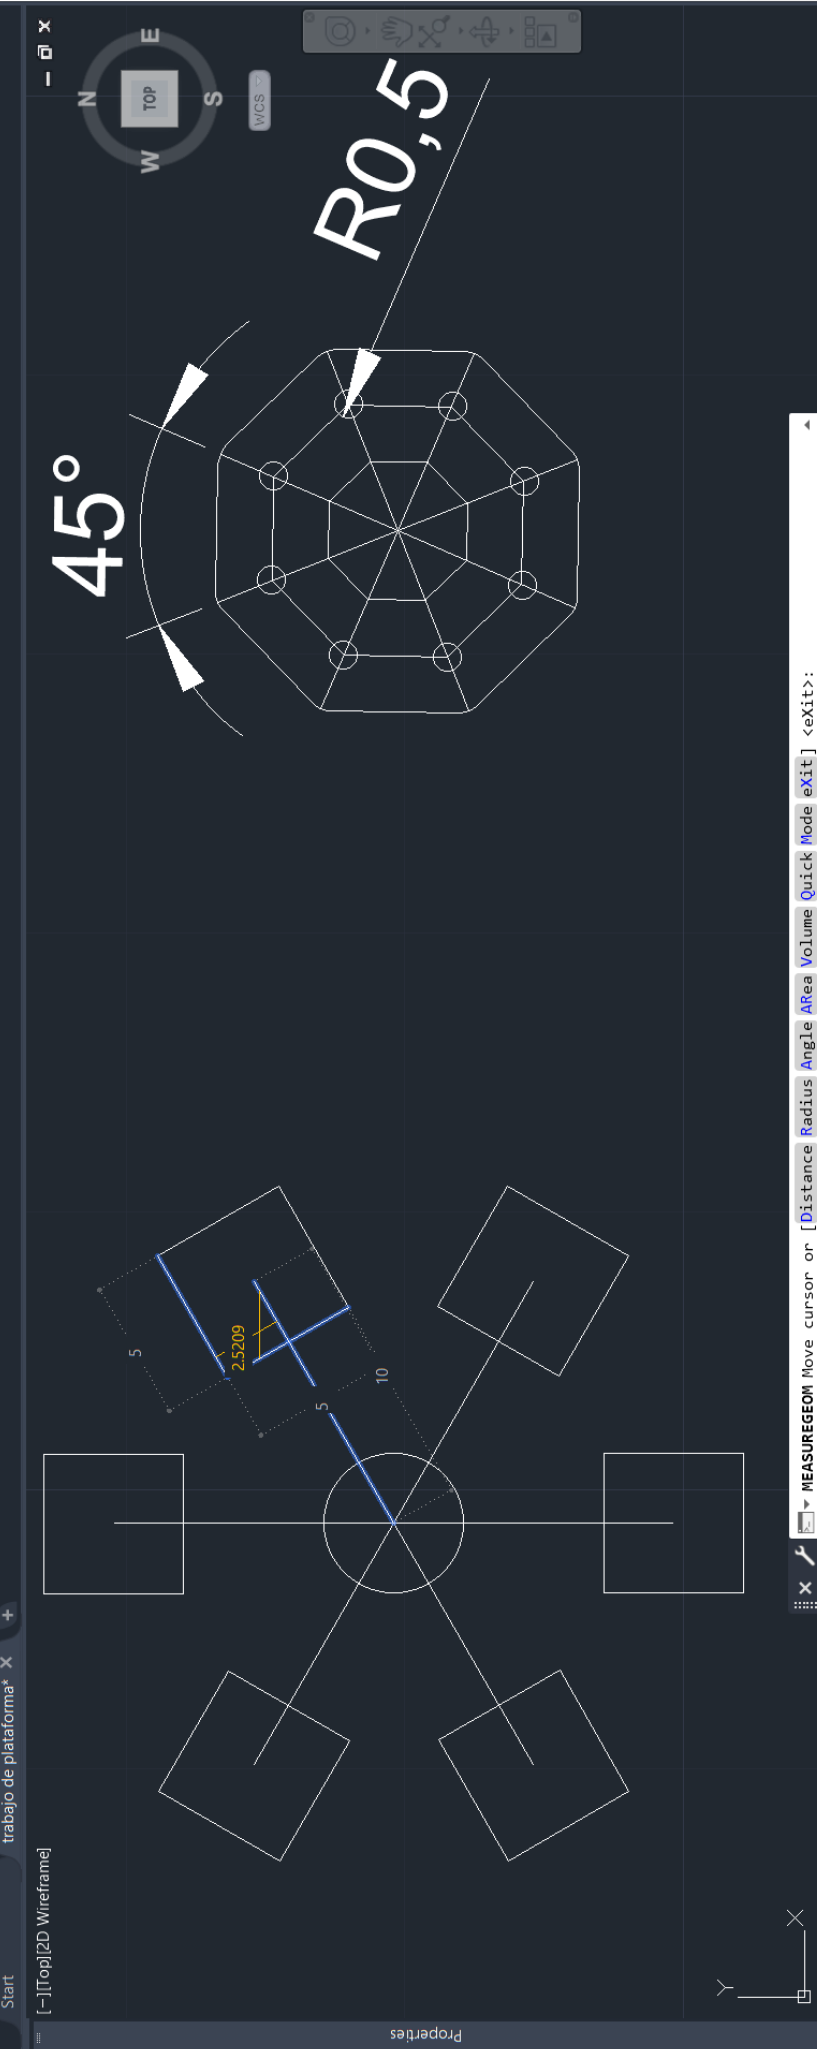 Start
trabajo de plataforma*
[−][Top][2D Wireframe]
N
E
TOP
W
S
WCS
45°
R0,5
5
2.5209
5
10
Y
X
Properties
MEASUREGEOM Move cursor or [Distance Radius Angle ARea Volume Quick Mode eXit] <eXit>: